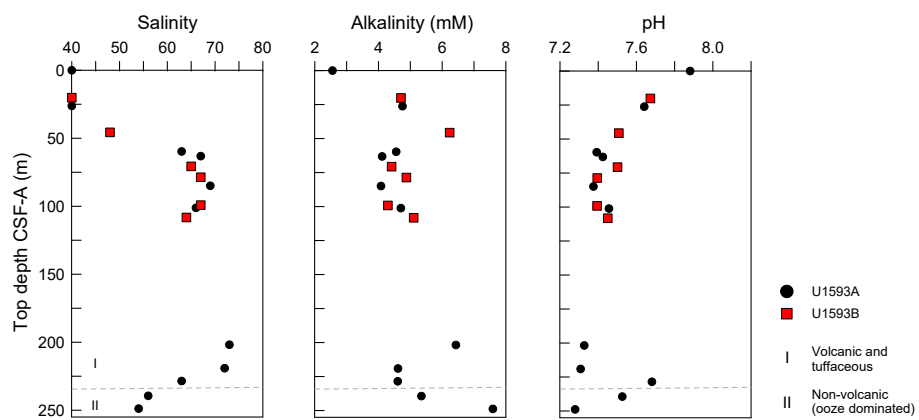 Salinity
Alkalinity (mM)
pH
40 50 60 70 80
2 4 6 8
7.2 7.6 8.0
0
50
100
150
200
250
Top depth CSF-A (m)
I
II
U1593A
U1593B
I Volcanic and
tuffaceous
II Non-volcanic
(ooze dominated)